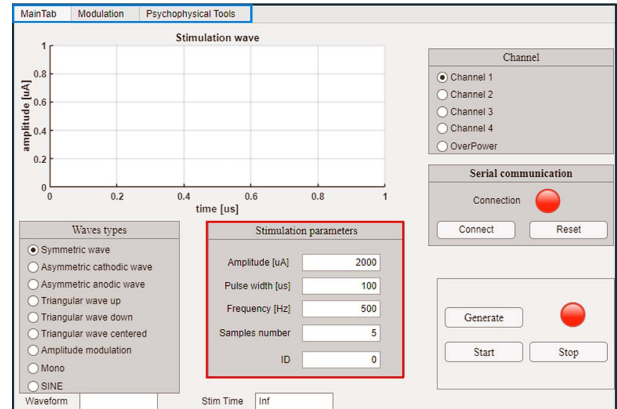 MainTab Modulation Psychophysical Tools
Stimulation wave
amplitude [uA]
1
0.8
0.6
0.4
0.2
0
0 0.2 0.4 0.6 0.8 1
time [us]
Channel
Channel 1
Channel 2
Channel 3
Channel 4
OverPower
Serial communication
Connection
Connect Reset
Waves types
Symmetric wave
Asymmetric cathodic wave
Asymmetric anodic wave
Triangular wave up
Triangular wave down
Triangular wave centered
Amplitude modulation
Mono
SINE
Stimulation parameters
Amplitude [uA] 2000
Pulse width [us] 100
Frequency [Hz] 500
Samples number 5
ID 0
Generate
Start Stop
Waveform Stim Time Inf